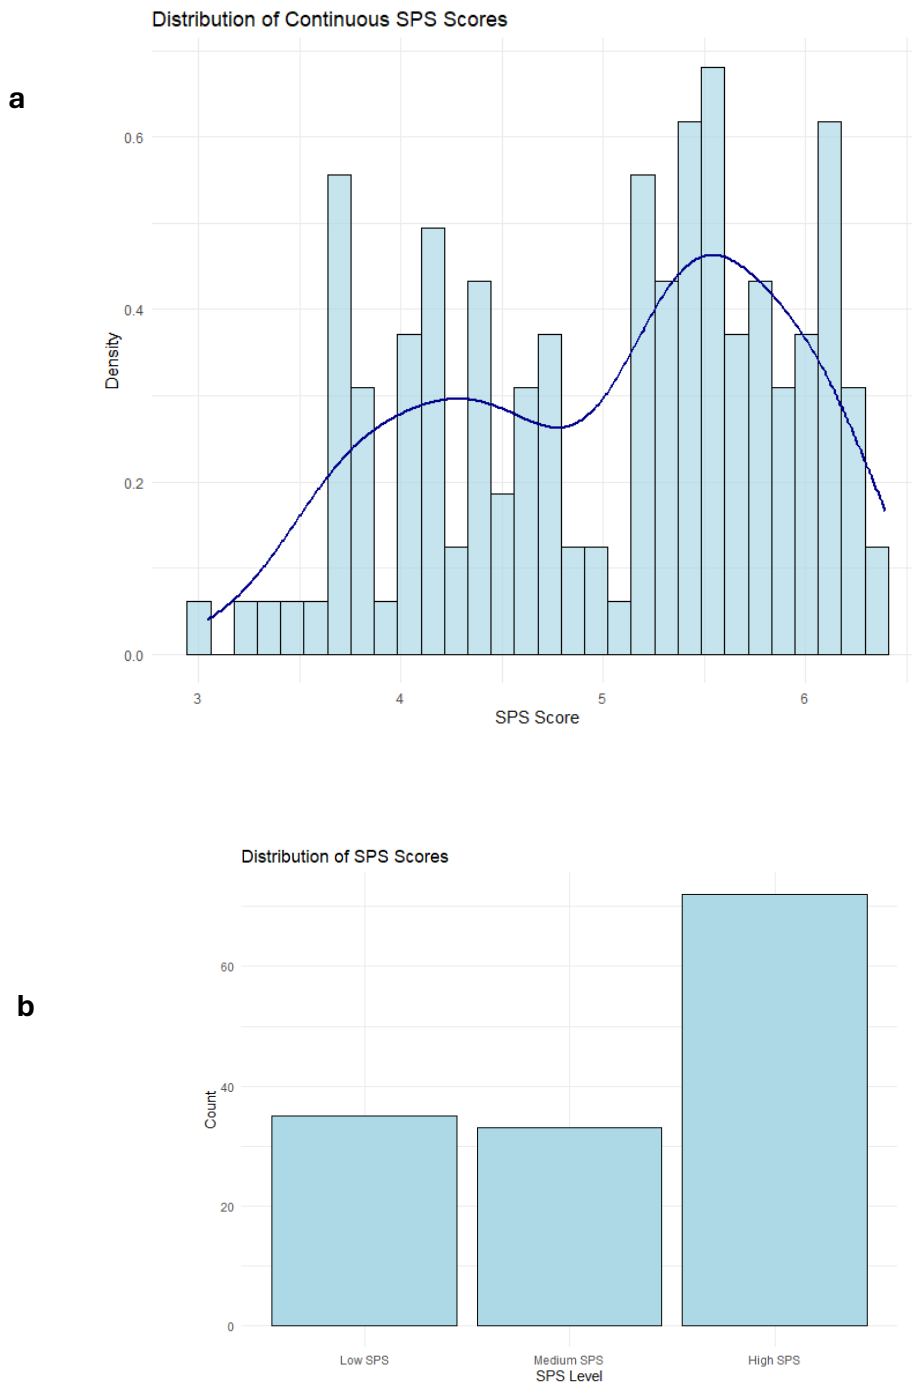 Distribution of Continuous SPS Scores
a
0.6
0.4
0.2
0.0
Density
3 4 5 6
SPS Score
Distribution of SPS Scores
b
60
40
20
0
Count
Low SPS Medium SPS High SPS
SPS Level